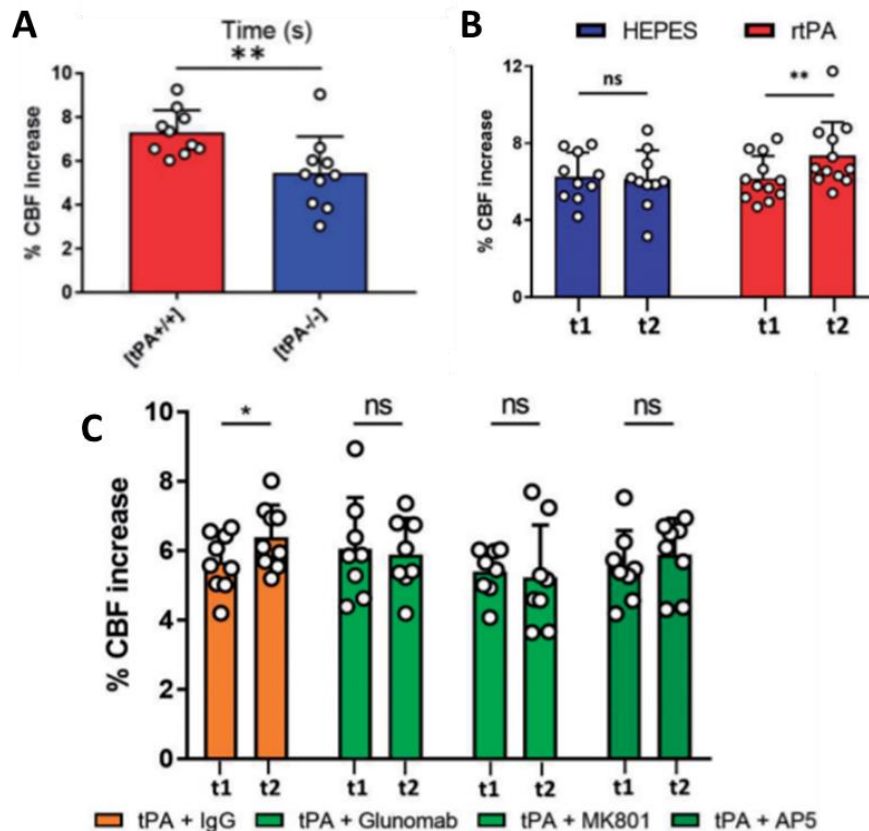 A
Time (s)
**
% CBF increase
10
8
6
4
2
0
[tPA+/+]
[tPA-/-]
B
HEPES
rtPA
ns
**
% CBF increase
12
8
4
0
t1
t2
t1
t2
C
*
ns
ns
ns
% CBF increase
10
8
6
4
2
0
t1
t2
t1
t2
t1
t2
t1
t2
tPA + IgG
tPA + Glunomab
tPA + MK801
tPA + AP5